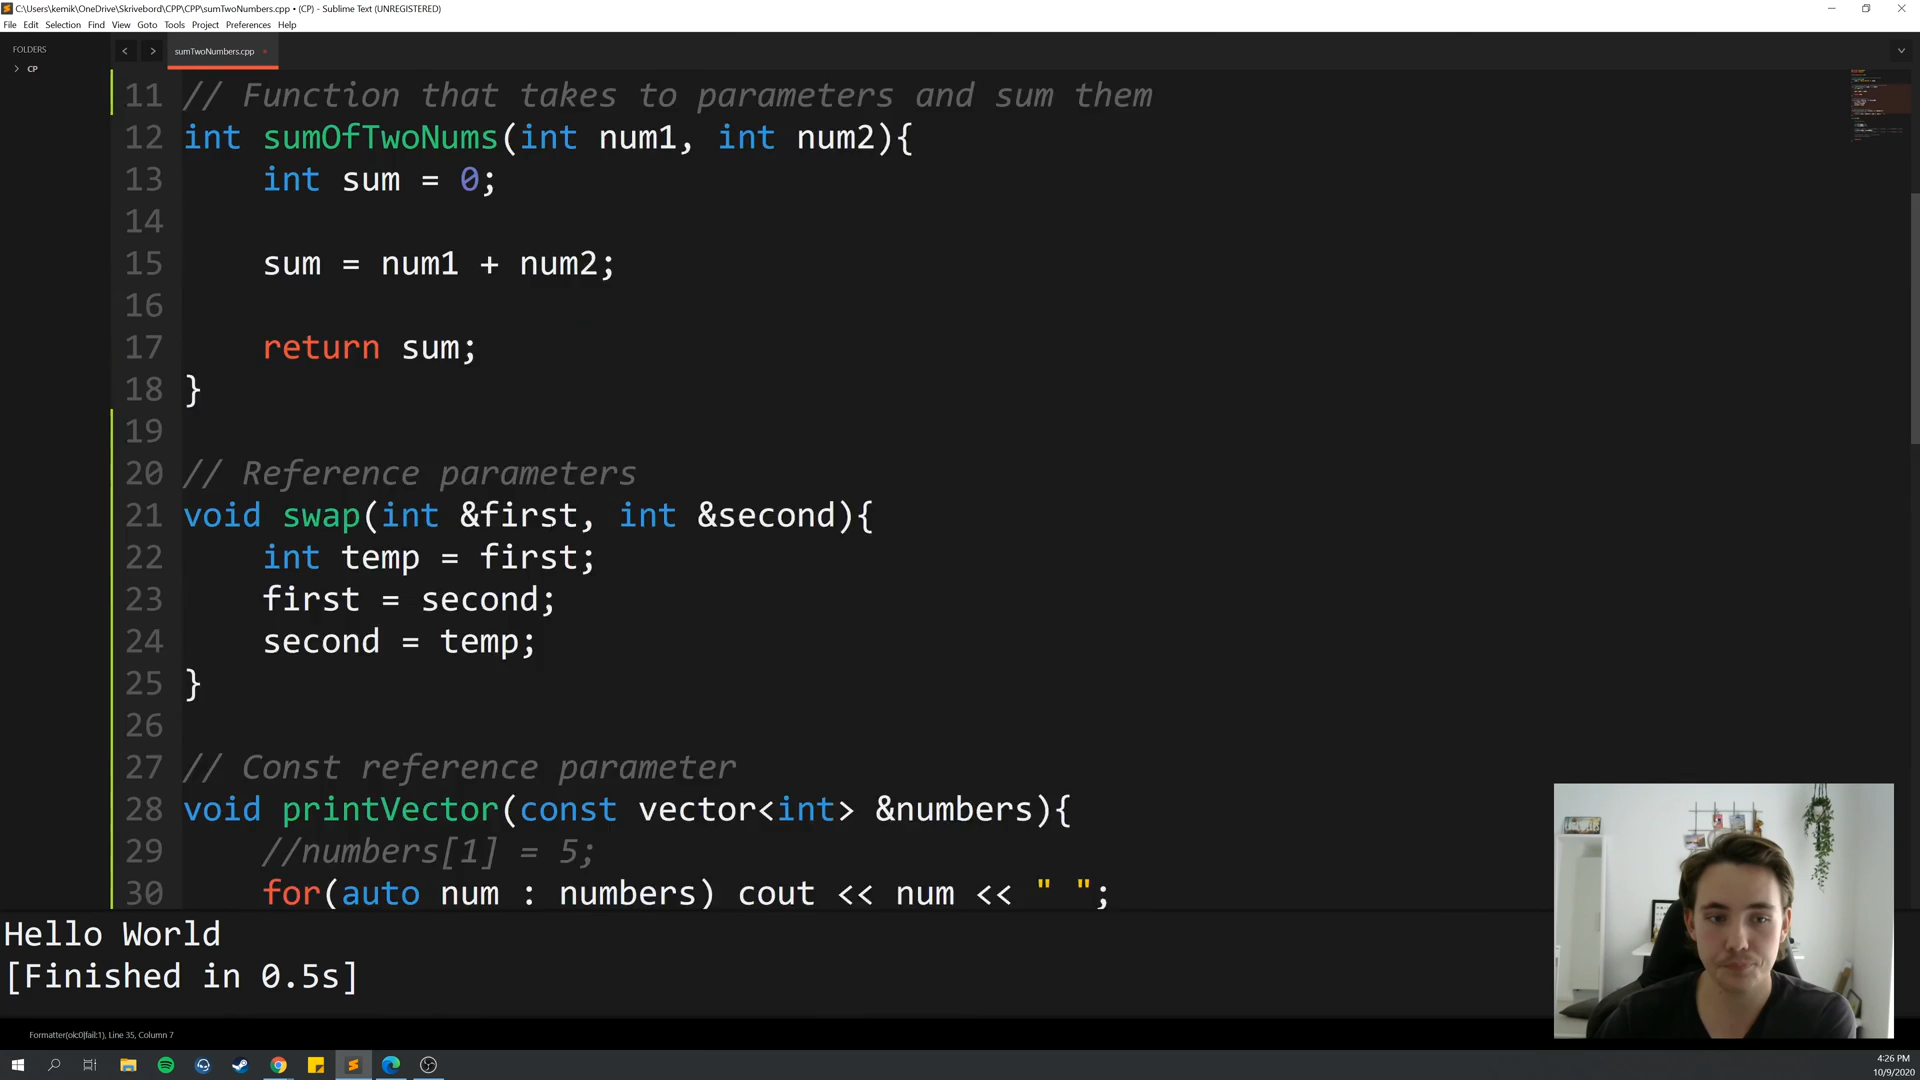 C:\Users\kemik\OneDrive\Skrivebord\CPP\CPP\sumTwoNumbers.cpp • (CP) - Sublime Text (UNREGISTERED)
File Edit Selection Find View Goto Tools Project Preferences Help
FOLDERS
CP
sumTwoNumbers.cpp
11 // Function that takes to parameters and sum them
12 int sumOfTwoNums(int num1, int num2){
13 int sum = 0;
14
15 sum = num1 + num2;
16
17 return sum;
18 }
19
20 // Reference parameters
21 void swap(int &first, int &second){
22 int temp = first;
23 first = second;
24 second = temp;
25 }
26
27 // Const reference parameter
28 void printVector(const vector<int> &numbers){
29 //numbers[1] = 5;
30 for(auto num : numbers) cout << num << " ";
Hello World
[Finished in 0.5s]
Formatter(ok:0|fail:1), Line 35, Column 7
4:26 PM
10/9/2020